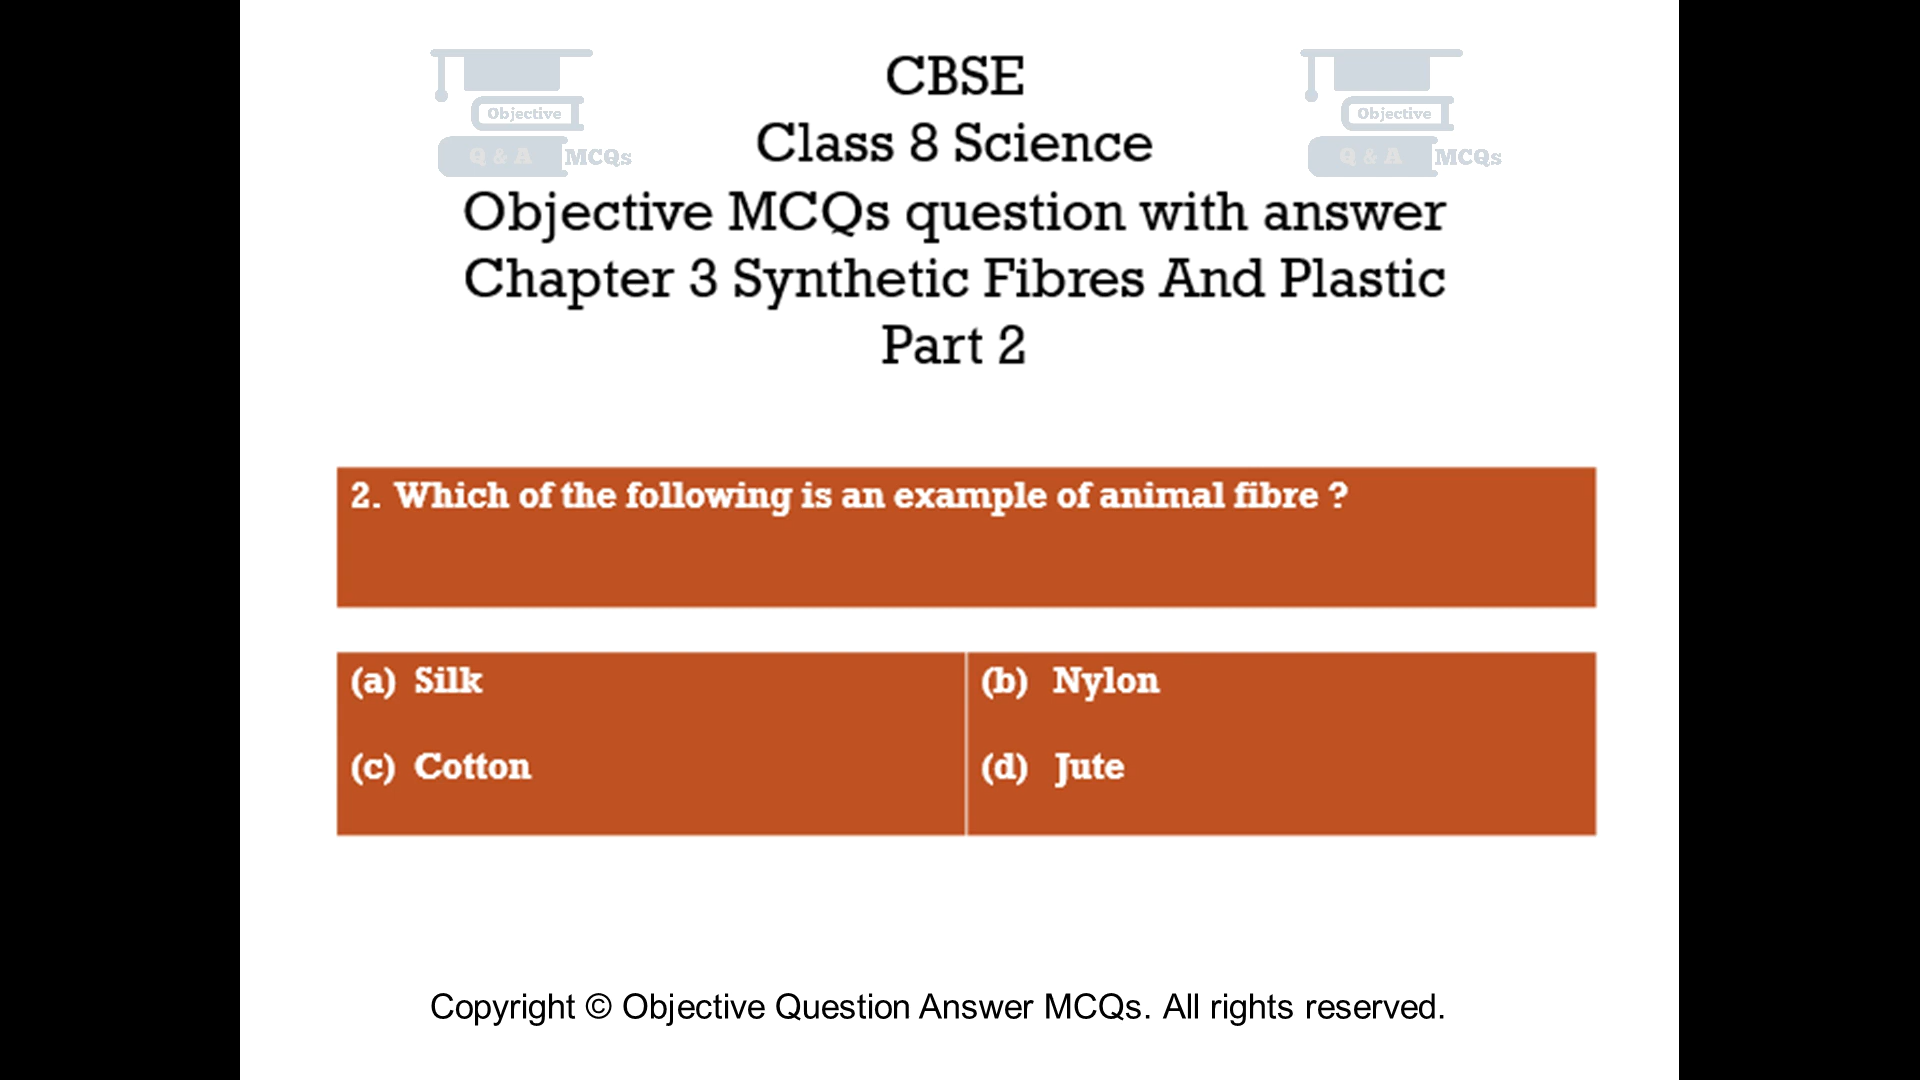 CBSE
Class 8 Science
Objective MCQs question with answer
Chapter 3 Synthetic Fibres And Plastic
Part 2
Objective
Q & A MCQs
Objective
Q & A MCQs
2. Which of the following is an example of animal fibre ?
(a) Silk
(b) Nylon
(c) Cotton
(d) Jute
Copyright © Objective Question Answer MCQs. All rights reserved.